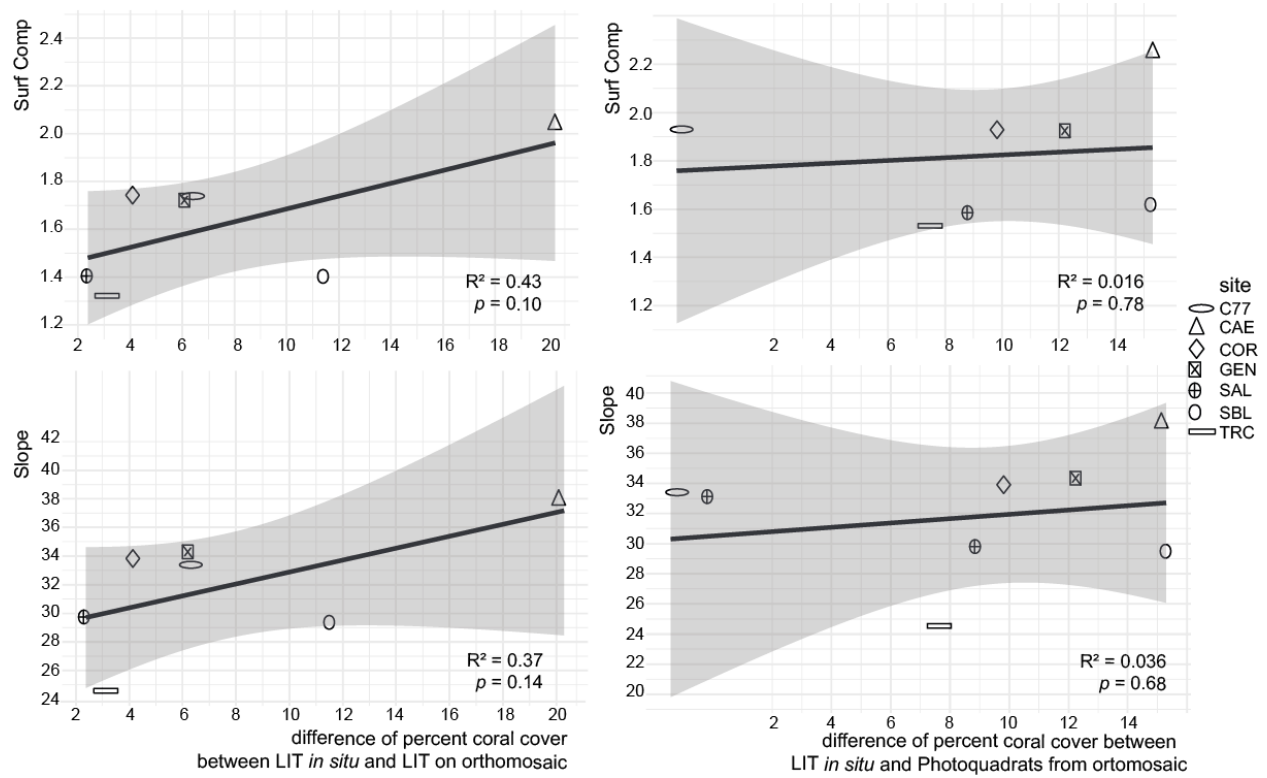 Surf Comp
2.4
2.2
2.0
1.8
1.6
1.4
1.2
R² = 0.43
p = 0.10
2 4 6 8 10 12 14 16 18 20
Surf Comp
2.2
2.0
1.8
1.6
1.4
1.2
R² = 0.016
p = 0.78
2 4 6 8 10 12 14
site
C77
CAE
COR
GEN
SAL
SBL
TRC
Slope
42
40
38
36
34
32
30
28
26
24
R² = 0.37
p = 0.14
2 4 6 8 10 12 14 16 18 20
difference of percent coral cover
between LIT in situ and LIT on orthomosaic
Slope
40
38
36
34
32
30
28
26
24
22
20
R² = 0.036
p = 0.68
2 4 6 8 10 12 14
difference of percent coral cover between
LIT in situ and Photoquadrats from ortomosaic